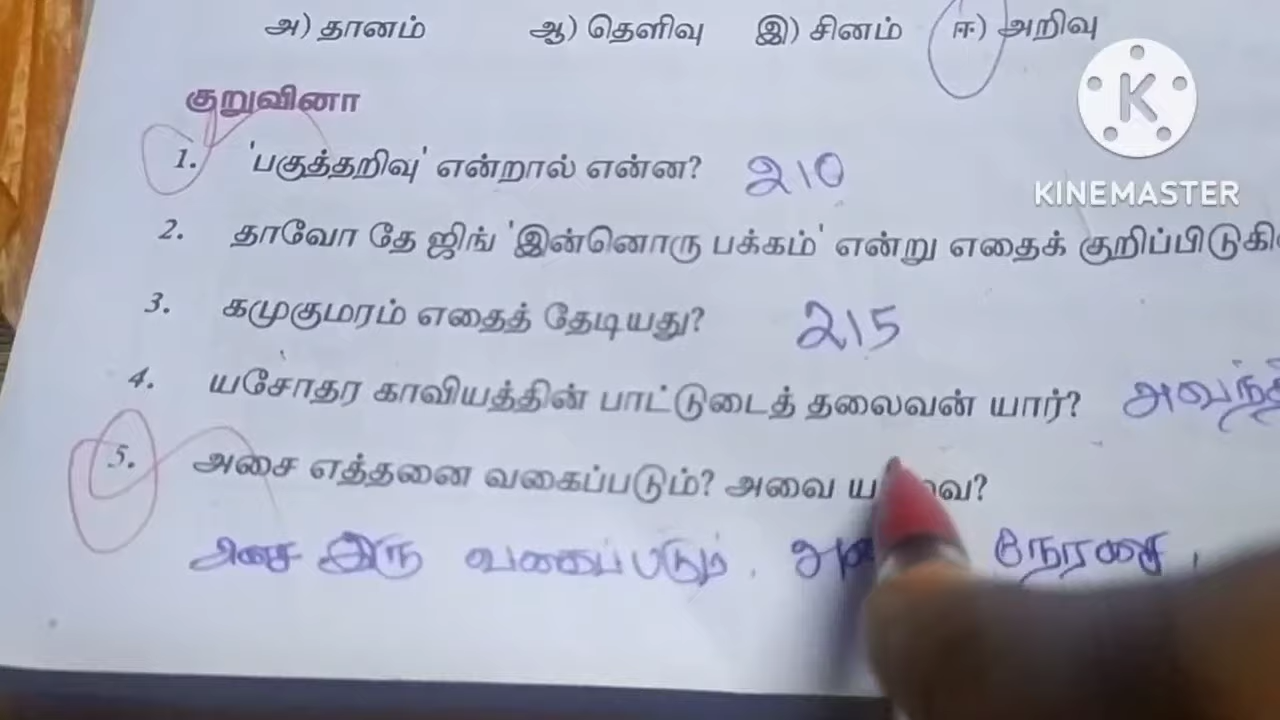 அ) தானம் ஆ) தெளிவு இ) சினம் ஈ) அறிவு
K
KINEMASTER
குறுவினா
1. 'பகுத்தறிவு' என்றால் என்ன? 210
2. தாவோ தே ஜிங் 'இன்னொரு பக்கம்' என்று எதைக் குறிப்பிடுகி
3. கமுகுமரம் எதைத் தேடியது? 215
4. யசோதர காவியத்தின் பாட்டுடைத் தலைவன் யார்? அவந்தி
5. அசை எத்தனை வகைப்படும்? அவை
அசை இரு வகைப்படும். நேரசை,